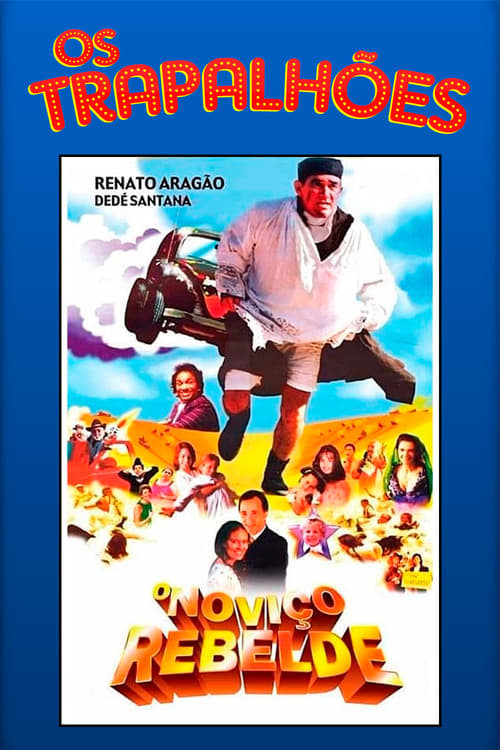 OS
TRAPALHÕES
RENATO ARAGÃO
DEDÉ SANTANA
O NOVIÇO
REBELDE